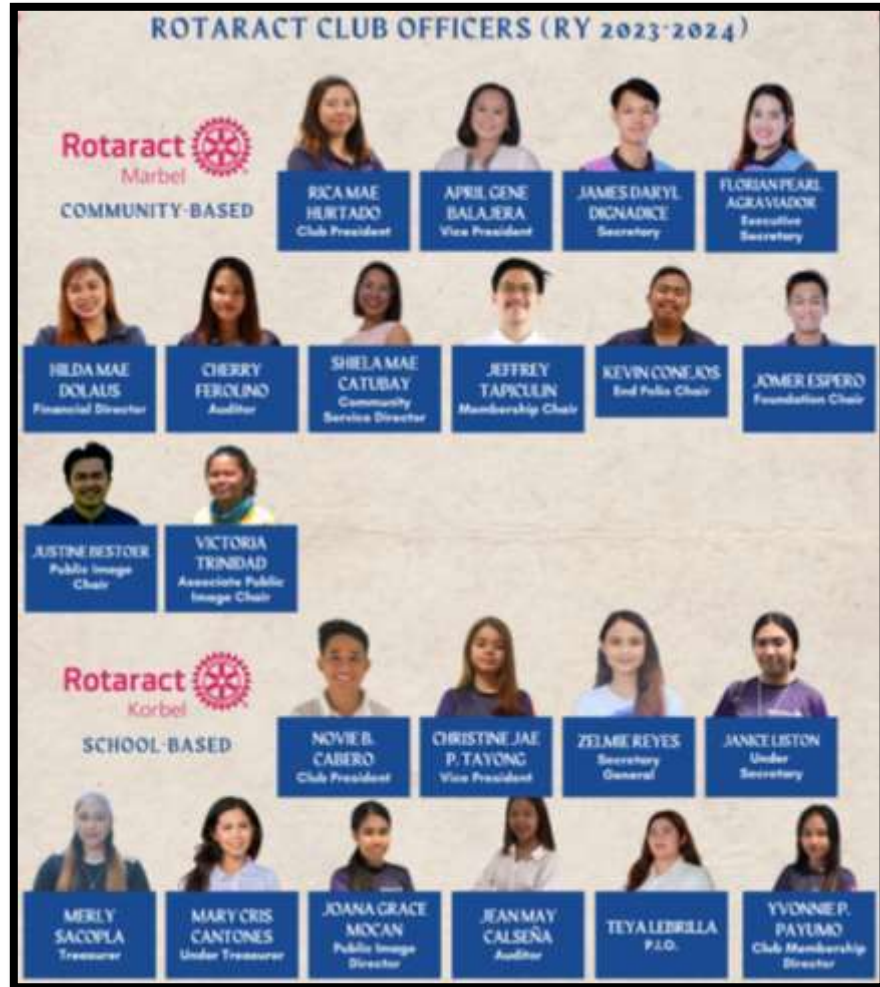 ROTARACT CLUB OFFICERS (RY 2023-2024)
Rotaract
Marbel
COMMUNITY-BASED
RICA MAE
HURTADO
Club President
APRIL GENE
BALAJERA
Vice President
JAMES DARYL
DIGNADICE
Secretary
FLORIAN PEARL
AGRAVIADOR
Executive
Secretary
HILDA MAE
DOLAUS
Financial Director
CHERRY
FEROLINO
Auditor
SHIELA MAE
CATUBAY
Community
Service Director
JEFFREY
TAPICULIN
Membership Chair
KEVIN CONEJOS
End Polio Chair
JOMER ESPERO
Foundation Chair
JUSTINE BESTOER
Public Image
Chair
VICTORIA
TRINIDAD
Associate Public
Image Chair
Rotaract
Korbel
SCHOOL-BASED
NOVIE B.
CABERO
Club President
CHRISTINE JAE
P. TAYONG
Vice President
ZELMIE REYES
Secretary
General
JANICE LISTON
Under
Secretary
MERLY
SACOPLA
Treasurer
MARY CRIS
CANTONES
Under Treasurer
JOANA GRACE
MOCAN
Public Image
Director
JEAN MAY
CALSEÑA
Auditor
TEYA LEBRILLA
P.I.O.
YVONNIE P.
PAYUMO
Club Membership
Director